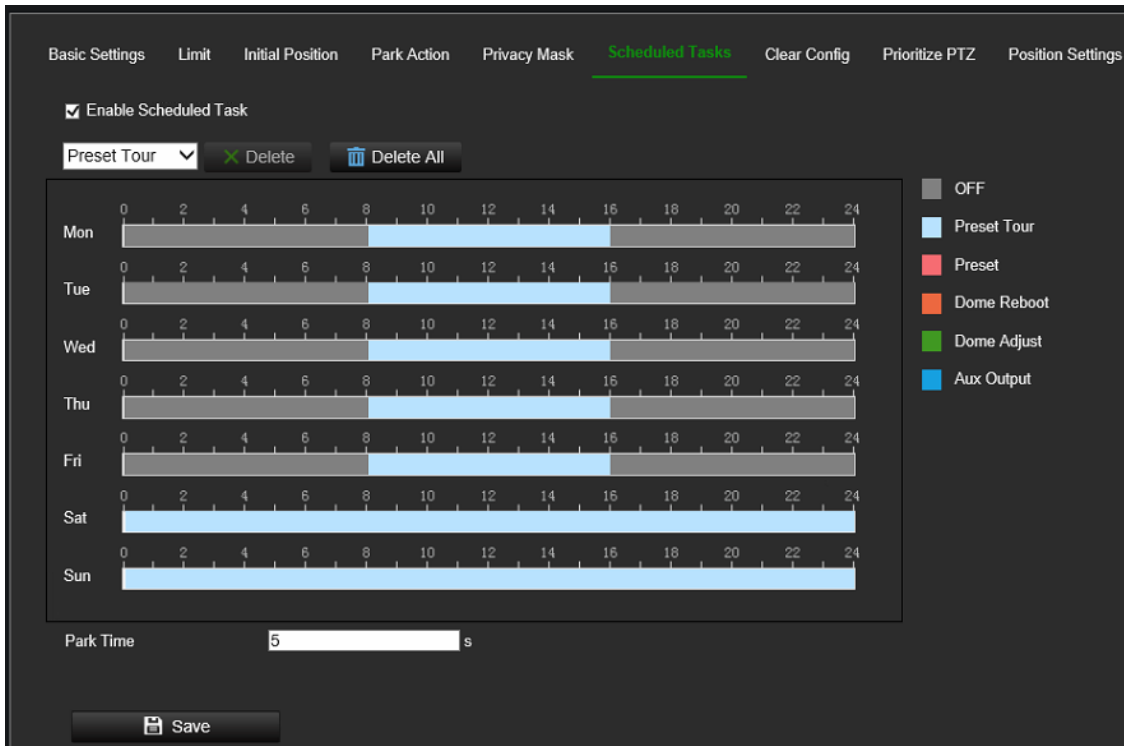 Basic Settings Limit Initial Position Park Action Privacy Mask Scheduled Tasks Clear Config Prioritize PTZ Position Settings
Enable Scheduled Task
Preset Tour Delete Delete All
0 2 4 6 8 10 12 14 16 18 20 22 24
Mon
0 2 4 6 8 10 12 14 16 18 20 22 24
Tue
0 2 4 6 8 10 12 14 16 18 20 22 24
Wed
0 2 4 6 8 10 12 14 16 18 20 22 24
Thu
0 2 4 6 8 10 12 14 16 18 20 22 24
Fri
0 2 4 6 8 10 12 14 16 18 20 22 24
Sat
0 2 4 6 8 10 12 14 16 18 20 22 24
Sun
OFF
Preset Tour
Preset
Dome Reboot
Dome Adjust
Aux Output
Park Time 5 s
Save